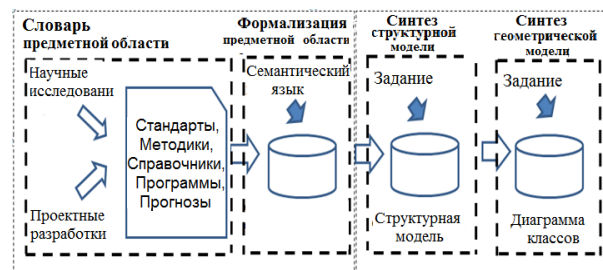 Словарь
предметной области
Научные
исследовани
Стандарты,
Методики,
Справочники,
Программы,
Прогнозы
Проектные
разработки
Формализация
предметной области
Семантический
язык
Синтез
структурной
модели
Задание
Структурная
модель
Синтез
геометрической
модели
Задание
Диаграмма
классов